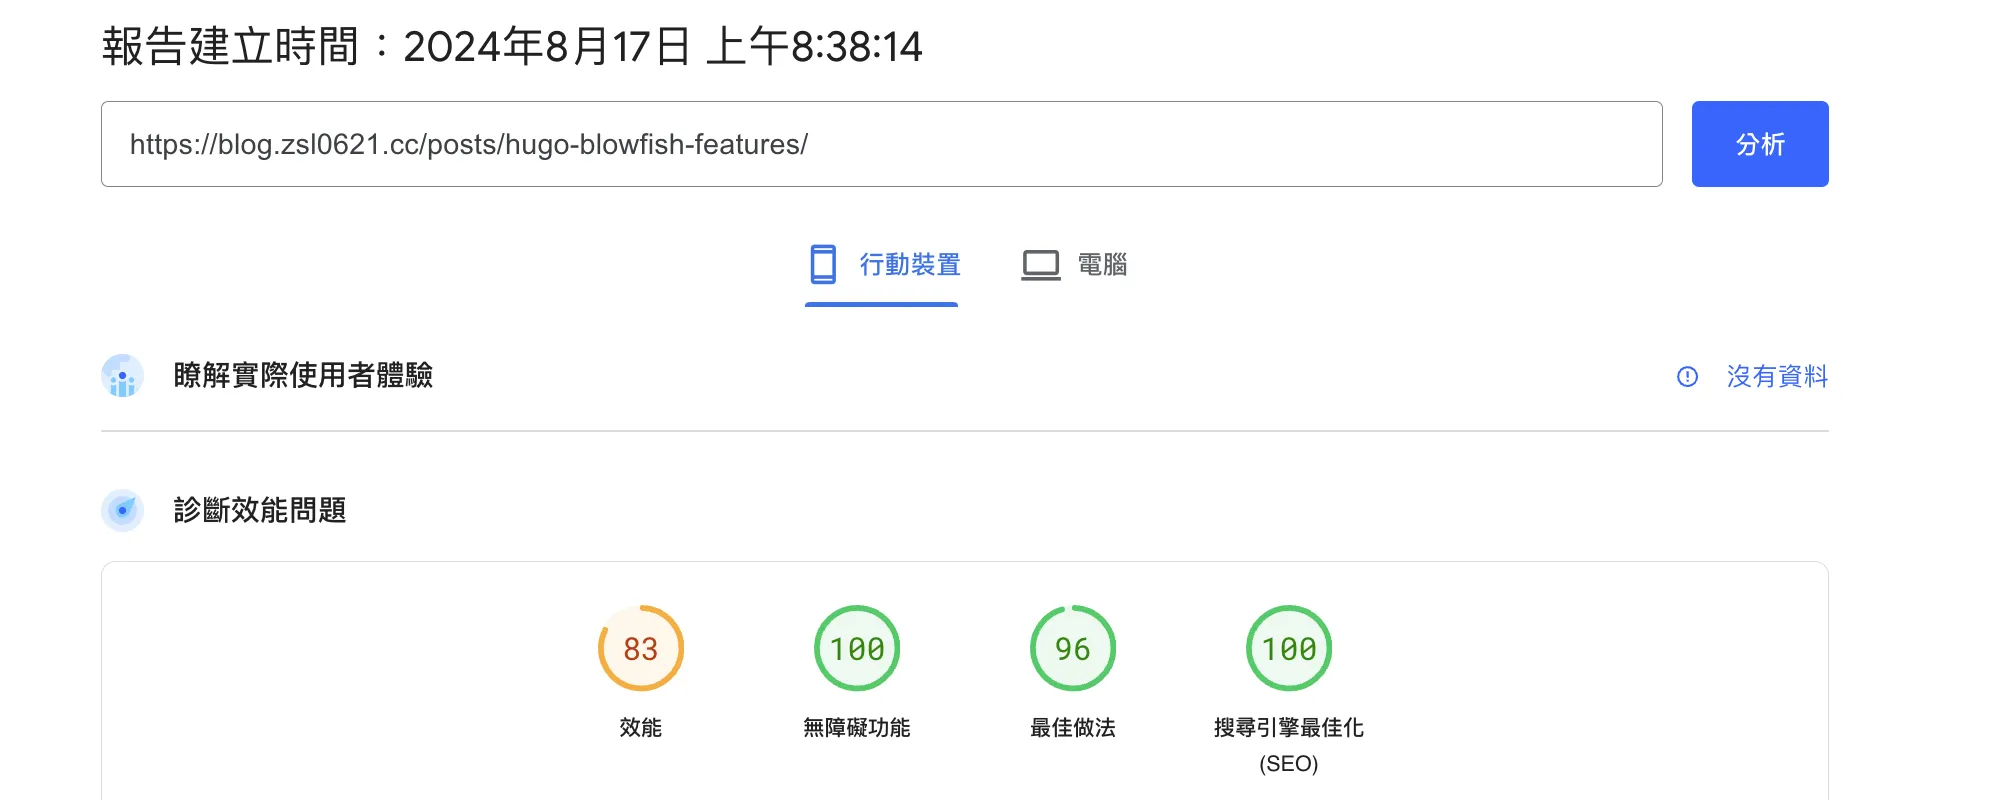 報告建立時間：2024年8月17日 上午8:38:14
https://blog.zsl0621.cc/posts/hugo-blowfish-features/
分析
行動裝置
電腦
瞭解實際使用者體驗
沒有資料
診斷效能問題
83
100
96
100
效能
無障礙功能
最佳做法
搜尋引擎最佳化
(SEO)